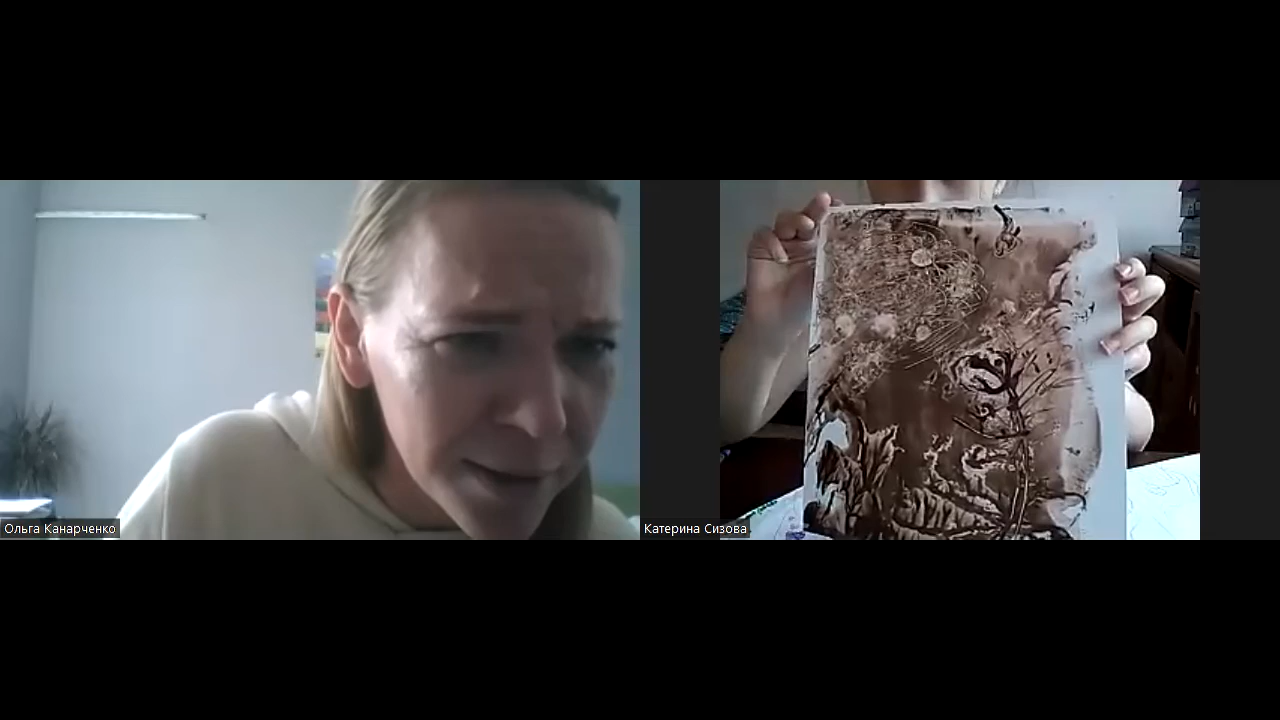 Ольга Канарченко
Катерина Сизова